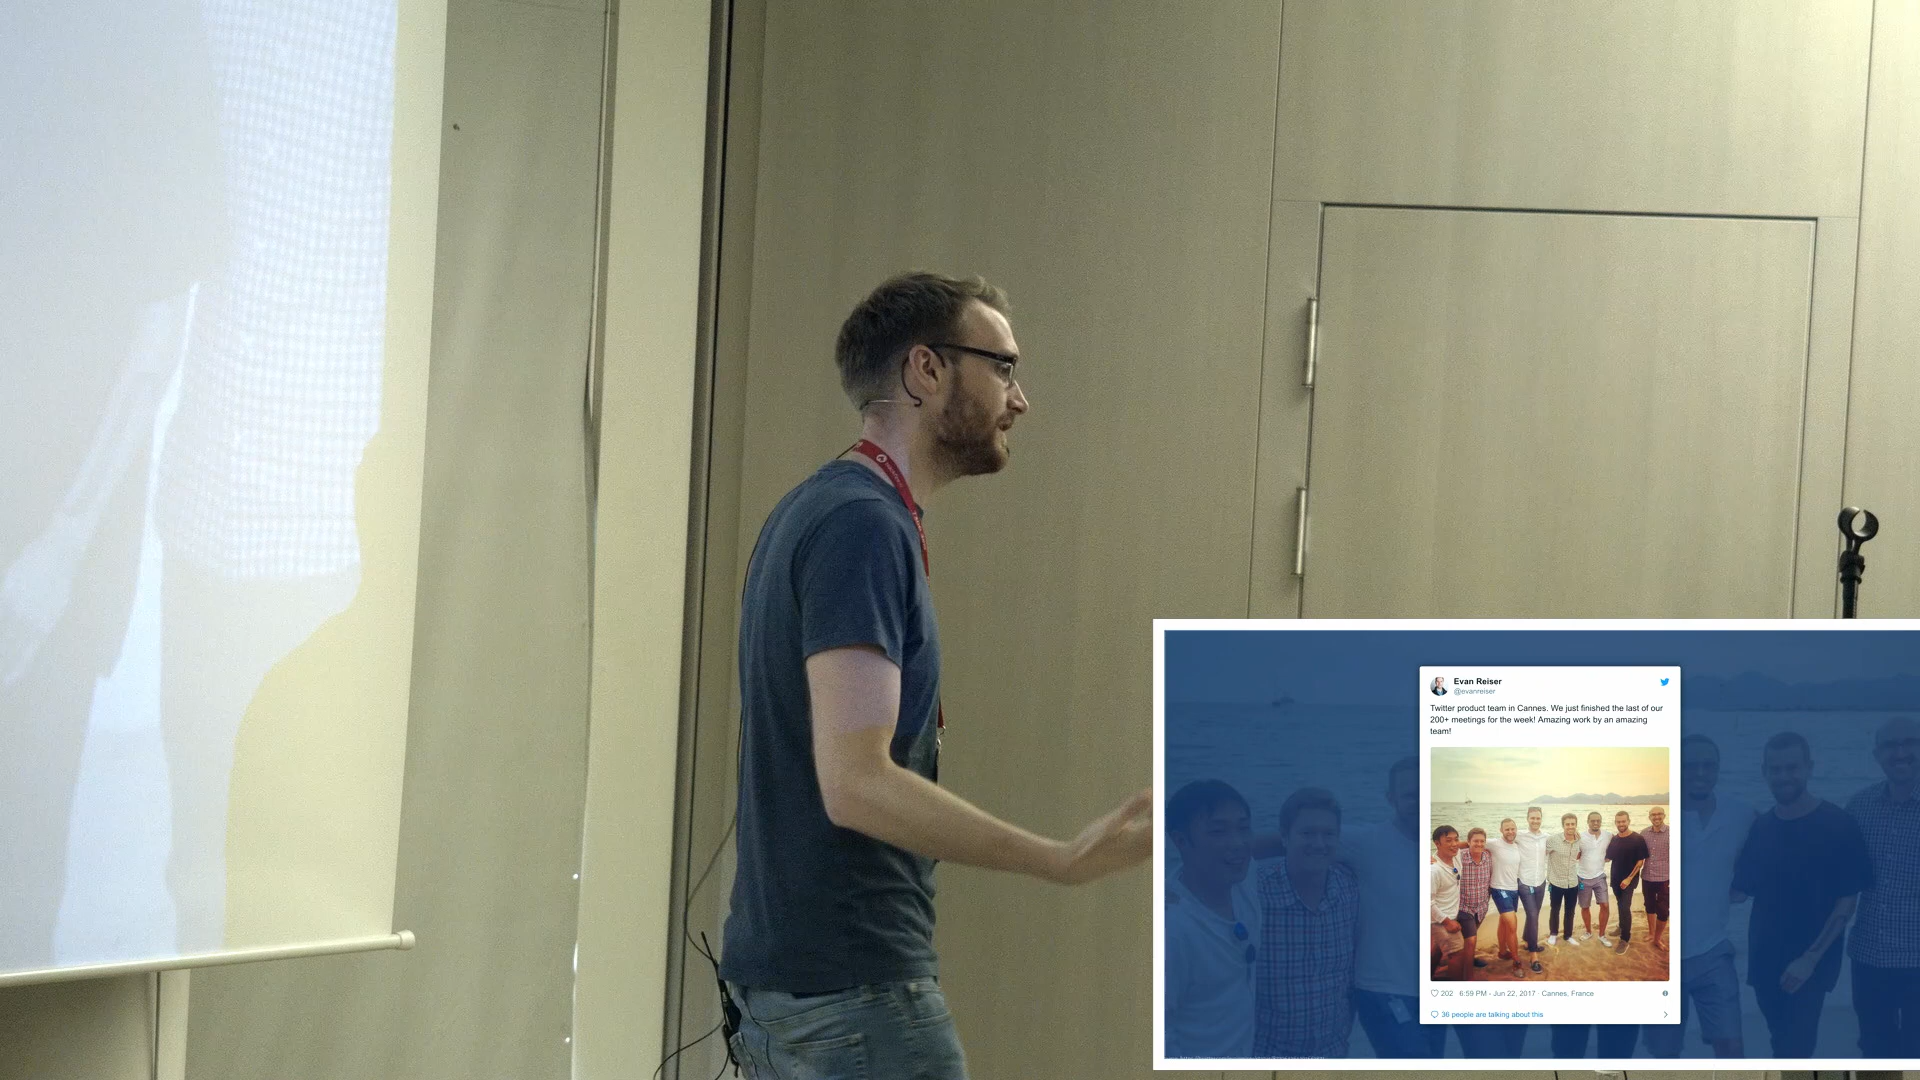 Evan Reiser
@evanreiser
Twitter product team in Cannes. We just finished the last of our
200+ meetings for the week! Amazing work by an amazing
team!
202 6:59 PM - Jun 22, 2017 · Cannes, France
36 people are talking about this